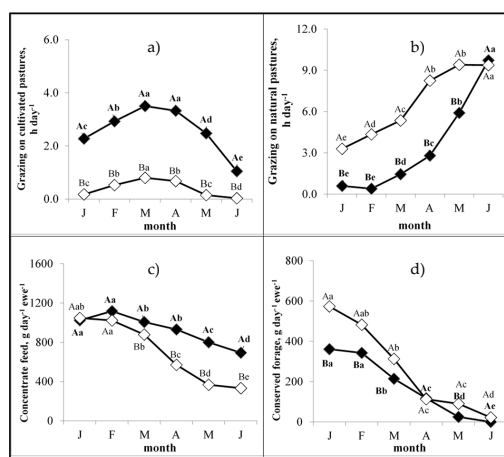 a)
Grazing on cultivated pastures,
h day⁻¹
6.0
4.0
2.0
0.0
Ac Ab Aa Aa Ad Ae
Bc Bb Ba Bb Bc Bd
J F M A M J
month
b)
Grazing on natural pastures,
h day⁻¹
12.0
9.0
6.0
3.0
0.0
Ae Ad Ac Ab Ab Aa
Be Be Bd Bc Bb Aa
J F M A M J
month
c)
Concentrate feed, g day⁻¹ ewe⁻¹
1600
1200
800
400
0
Aab Aa Ab Ab Ac Ad
Aa Aa Bb Bc Bd Be
J F M A M J
month
d)
Conserved forage, g day⁻¹ ewe⁻¹
800
600
400
200
0
Aa Aab Ab Ac Ac Ad
Ba Ba Bb Ac Bd Ae
J F M A M J
month